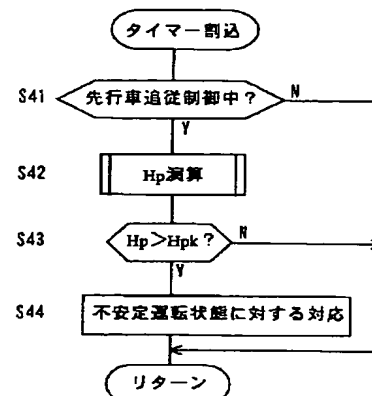 タイマー割込
S41 先行車追従制御中? N
Y
S42 Hp演算
S43 Hp>Hpk? N
Y
S44 不安定運転状態に対する対応
リターン